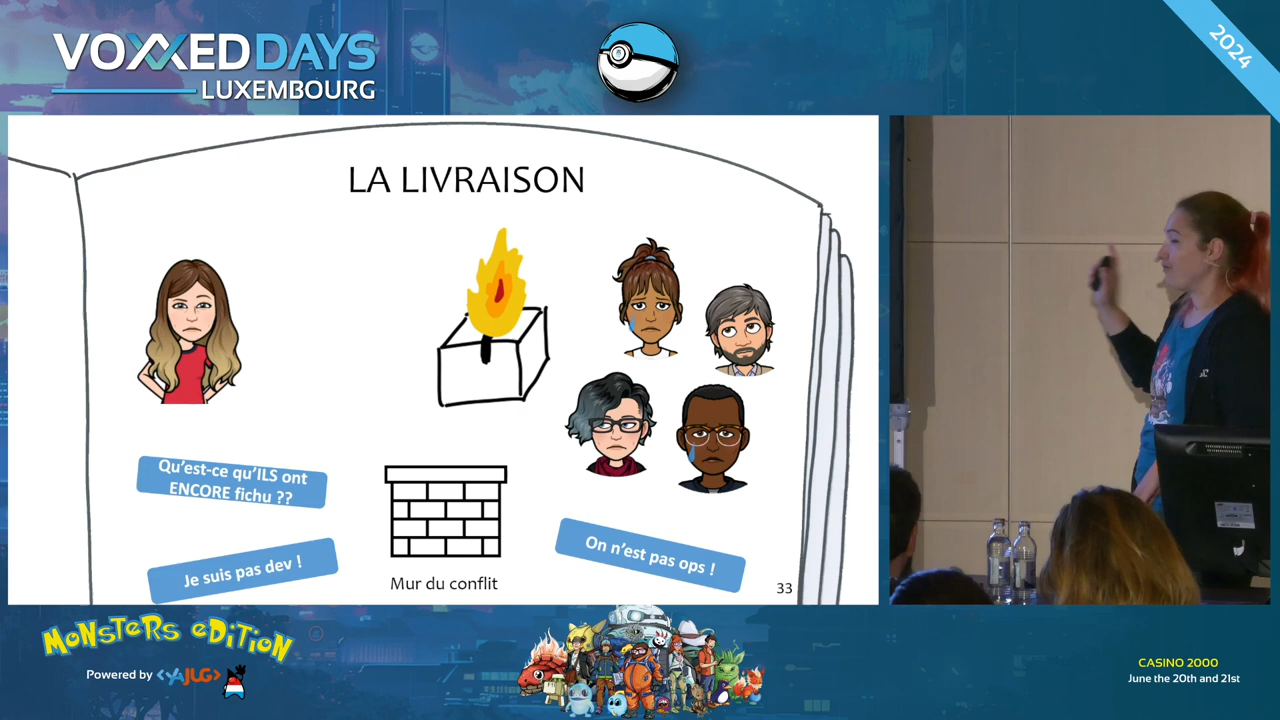 VOXXEDDAYS
LUXEMBOURG
2024
LA LIVRAISON
Qu'est-ce qu'ILS ont
ENCORE fichu ??
Je suis pas dev !
Mur du conflit
On n'est pas ops !
33
MONSTERS EDITION
Powered by <YAJUG>
CASINO 2000
June the 20th and 21st